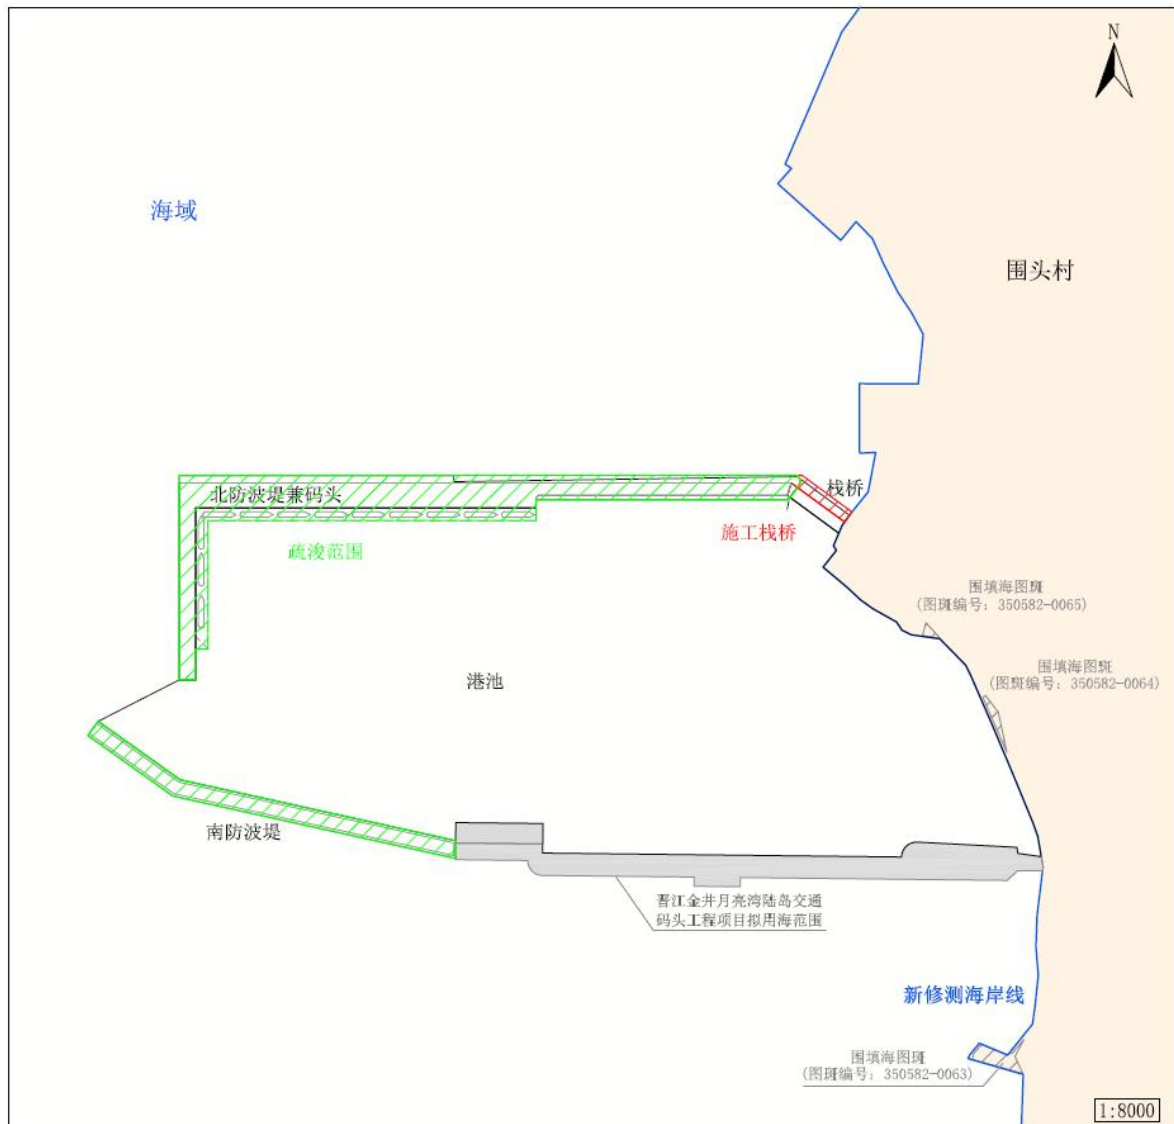 N
海域
围头村
北防波堤兼码头
栈桥
施工栈桥
疏浚范围
围填海图斑
(图斑编号：350582-0065)
围填海图斑
(图斑编号：350582-0064)
港池
南防波堤
晋江金井月亮湾陆岛交通
码头工程项目拟用海范围
新修测海岸线
围填海图斑
(图斑编号：350582-0063)
1:8000